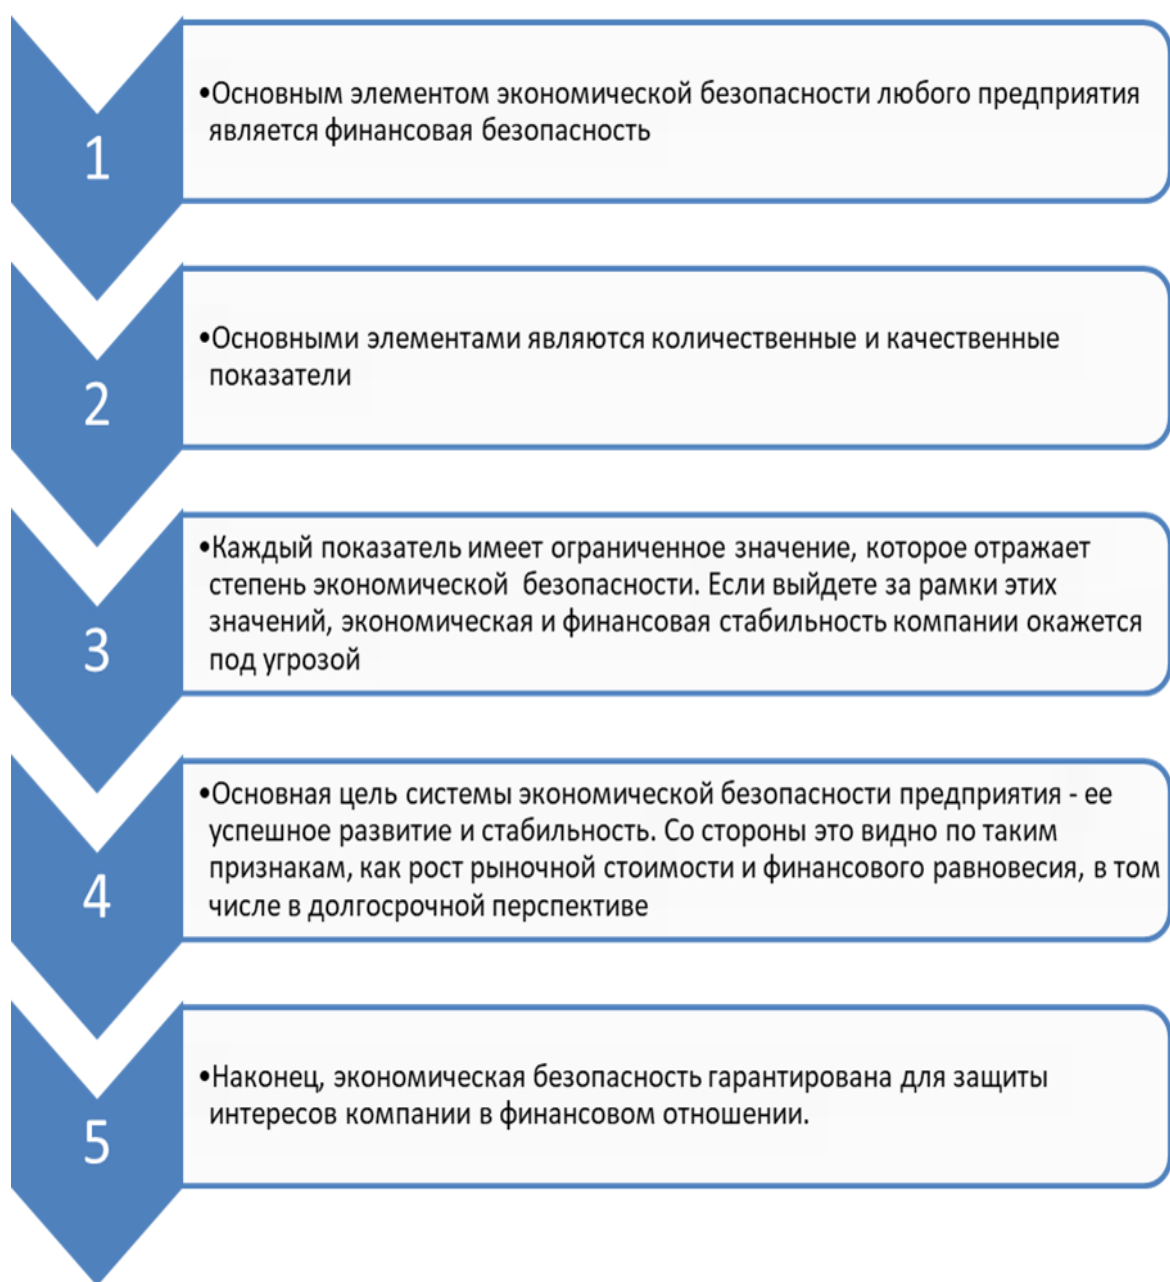 1
•Основным элементом экономической безопасности любого предприятия
является финансовая безопасность
2
•Основными элементами являются количественные и качественные
показатели
3
•Каждый показатель имеет ограниченное значение, которое отражает
степень экономической безопасности. Если выйдете за рамки этих
значений, экономическая и финансовая стабильность компании окажется
под угрозой
4
•Основная цель системы экономической безопасности предприятия - ее
успешное развитие и стабильность. Со стороны это видно по таким
признакам, как рост рыночной стоимости и финансового равновесия, в том
числе в долгосрочной перспективе
5
•Наконец, экономическая безопасность гарантирована для защиты
интересов компании в финансовом отношении.